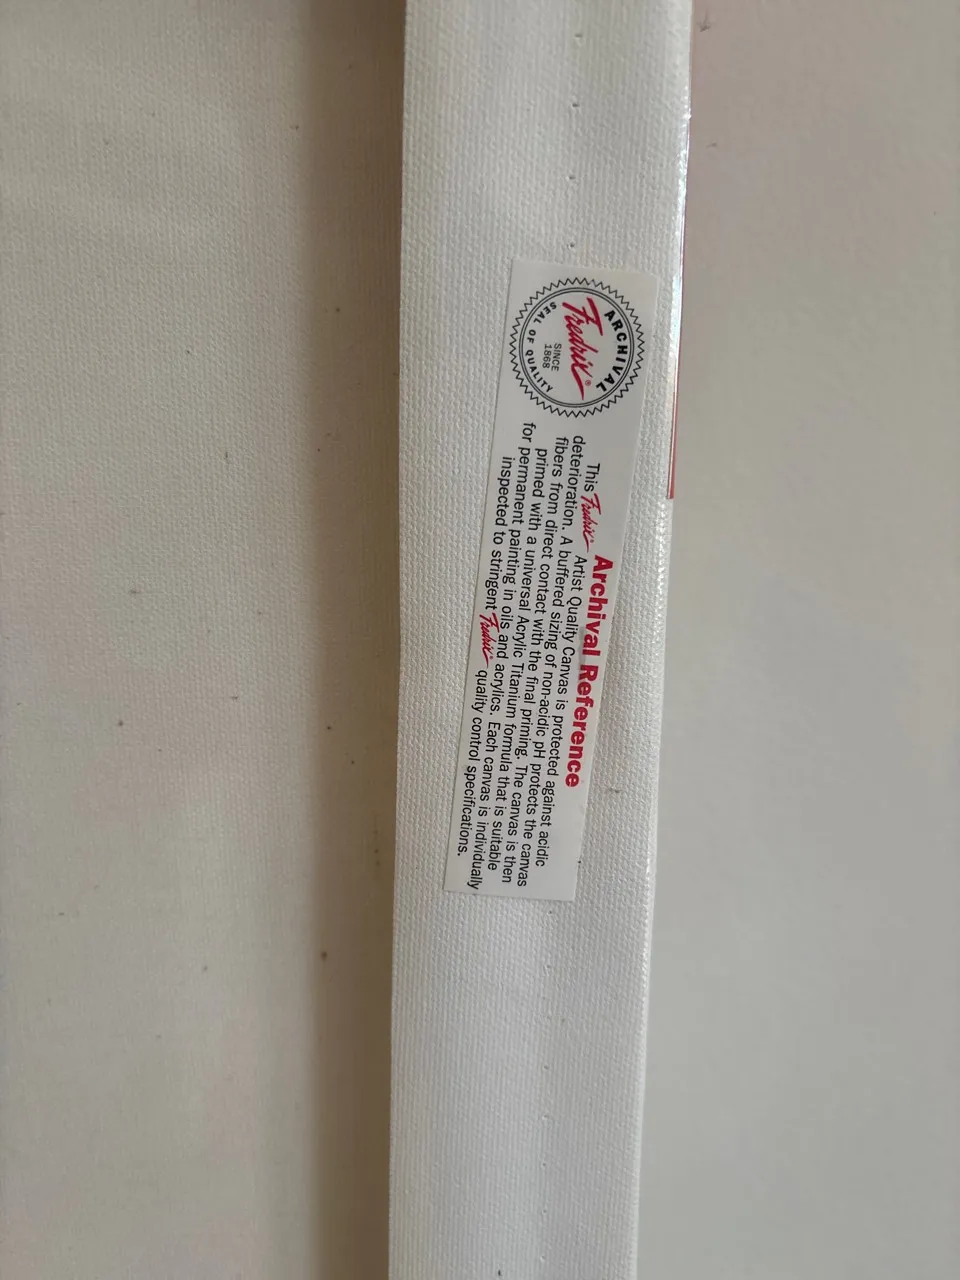 ARCHIVAL
Fredrix®
SINCE
1868
SEAL OF QUALITY
Archival Reference
This Fredrix Artist Quality Canvas is protected against acidic
deterioration. A buffered sizing of non-acidic pH protects the canvas
fibers from direct contact with the final priming. The canvas is then
primed with a universal Acrylic Titanium formula that is suitable
for permanent painting in oils and acrylics. Each canvas is individually
inspected to stringent Fredrix quality control specifications.